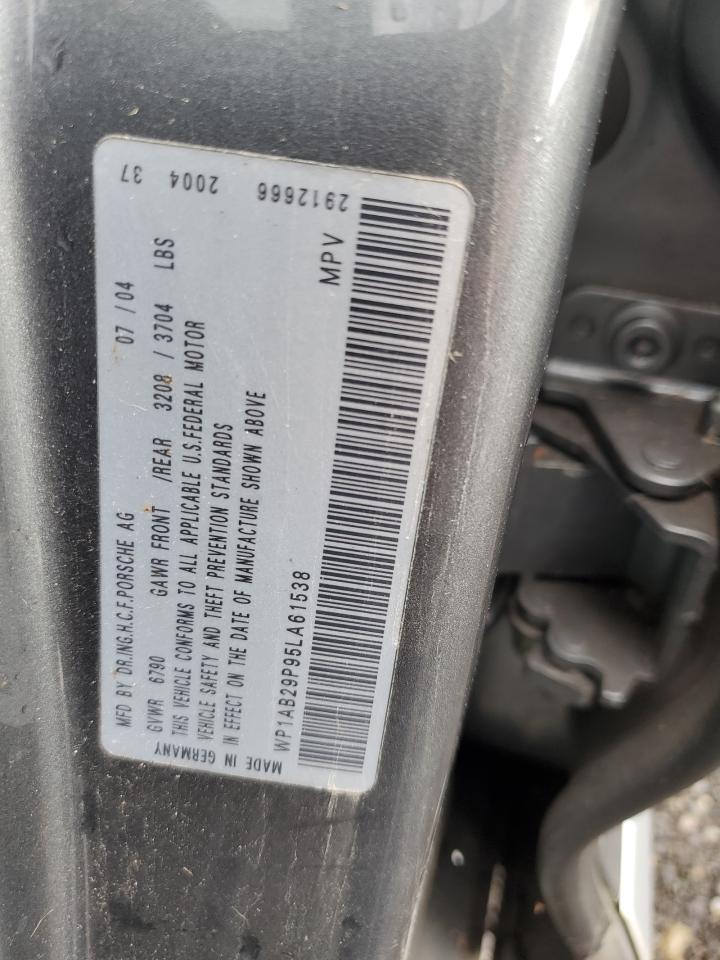 MFD BY DR.ING.H.C.F.PORSCHE AG 07 / 04
GVWR 6790 GAWR FRONT /REAR 3208 / 3704 LBS
THIS VEHICLE CONFORMS TO ALL APPLICABLE U.S.FEDERAL MOTOR
VEHICLE SAFETY AND THEFT PREVENTION STANDARDS
IN EFFECT ON THE DATE OF MANUFACTURE SHOWN ABOVE
WP1AB29P95LA61538 MPV
MADE IN GERMANY
37 2004 2912666